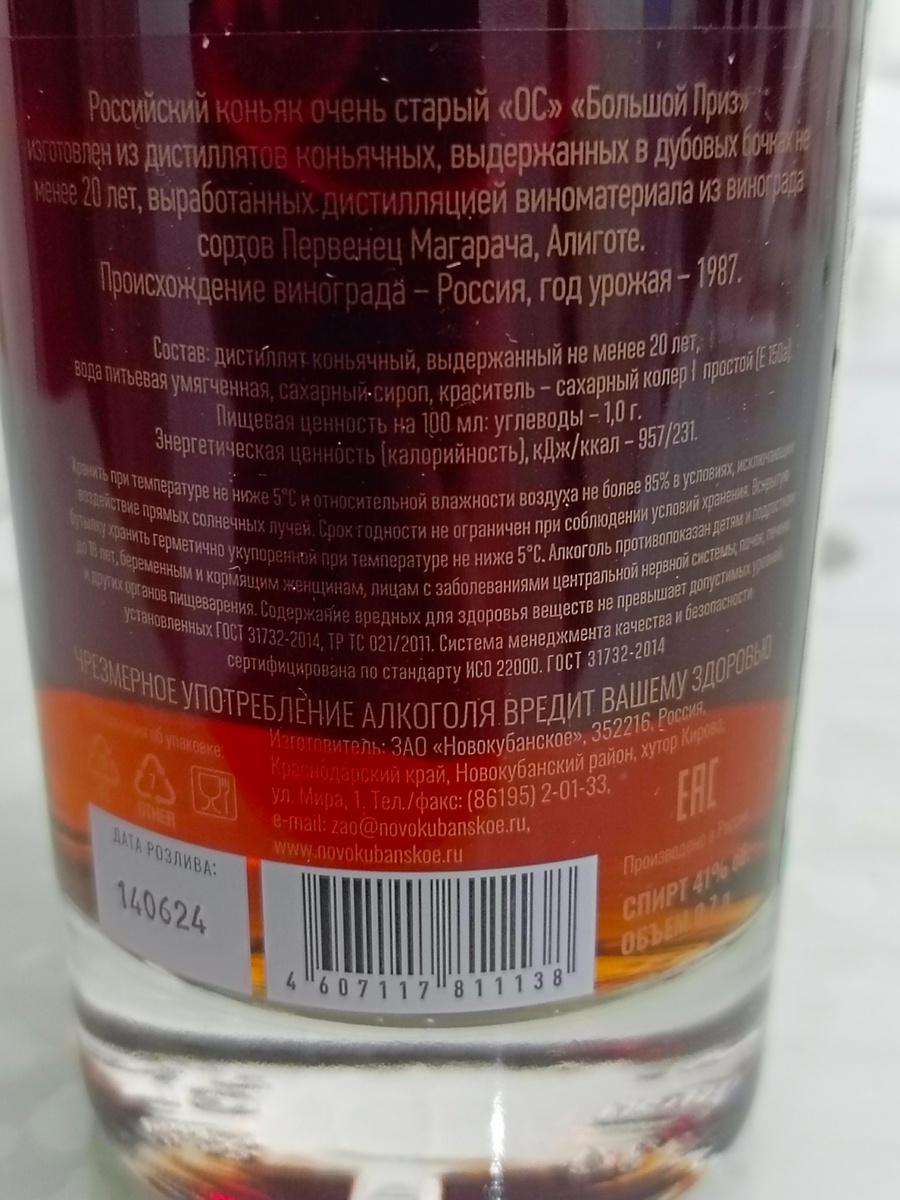 Российский коньяк очень старый «ОС» «Большой Приз»
изготовлен из дистиллятов коньячных, выдержанных в дубовых бочках не
менее 20 лет, выработанных дистилляцией виноматериала из винограда
сортов Первенец Магарача, Алиготе.
Происхождение винограда – Россия, год урожая – 1987.
Состав: дистиллят коньячный, выдержанный не менее 20 лет,
вода питьевая умягченная, сахарный сироп, краситель – сахарный колер I простой (Е 150а).
Пищевая ценность на 100 мл: углеводы – 1,0 г.
Энергетическая ценность (калорийность), кДж/ккал – 957/231.
Хранить при температуре не ниже 5°С и относительной влажности воздуха не более 85% в условиях, исключающих
воздействие прямых солнечных лучей. Срок годности не ограничен при соблюдении условий хранения. Вскрытую
бутылку хранить герметично укупоренной при температуре не ниже 5°С. Алкоголь противопоказан детям и подросткам
до 18 лет, беременным и кормящим женщинам, лицам с заболеваниями центральной нервной системы, почек, печени
и других органов пищеварения. Содержание вредных для здоровья веществ не превышает допустимых уровней,
установленных ГОСТ 31732-2014, ТР ТС 021/2011. Система менеджмента качества и безопасности
сертифицирована по стандарту ИСО 22000. ГОСТ 31732-2014
ЧРЕЗМЕРНОЕ УПОТРЕБЛЕНИЕ АЛКОГОЛЯ ВРЕДИТ ВАШЕМУ ЗДОРОВЬЮ
об упаковке:
7
OTHER
Изготовитель: ЗАО «Новокубанское», 352216, Россия,
Краснодарский край, Новокубанский район, хутор Кирова,
ул. Мира, 1. Тел./факс: (86195) 2-01-33,
e-mail: zao@novokubanskoe.ru,
www.novokubanskoe.ru
EAC
Произведено в России
СПИРТ 41% об.
ОБЪЕМ 0,7 л
ДАТА РОЗЛИВА:
140624
4 607117 811138